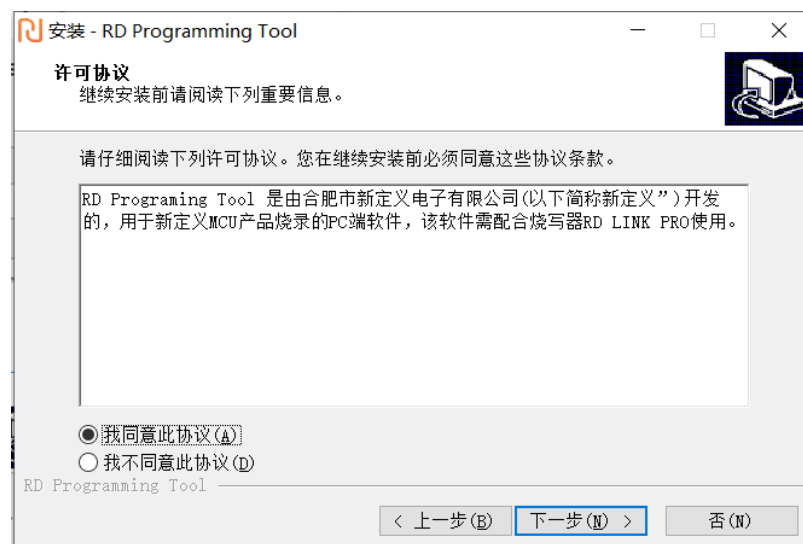 安装 - RD Programming Tool
许可协议
继续安装前请阅读下列重要信息。
请仔细阅读下列许可协议。您在继续安装前必须同意这些协议条款。
RD Programing Tool 是由合肥市新定义电子有限公司(以下简称新定义”)开发
的，用于新定义MCU产品烧录的PC端软件，该软件需配合烧写器RD LINK PRO使用。
我同意此协议(A)
我不同意此协议(D)
RD Programming Tool
< 上一步(B)
下一步(N) >
否(N)